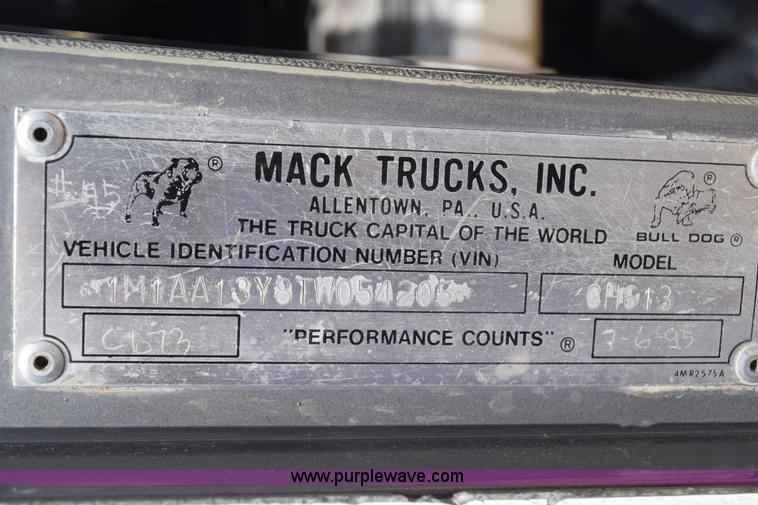 ® MACK TRUCKS, INC. ®
ALLENTOWN, PA., U.S.A.
THE TRUCK CAPITAL OF THE WORLD BULL DOG ®
VEHICLE IDENTIFICATION NUMBER (VIN) MODEL
*1M1AA13Y8TW054205* CH613
"PERFORMANCE COUNTS" ® 7-6-95
4MR2575A
www.purplewave.com